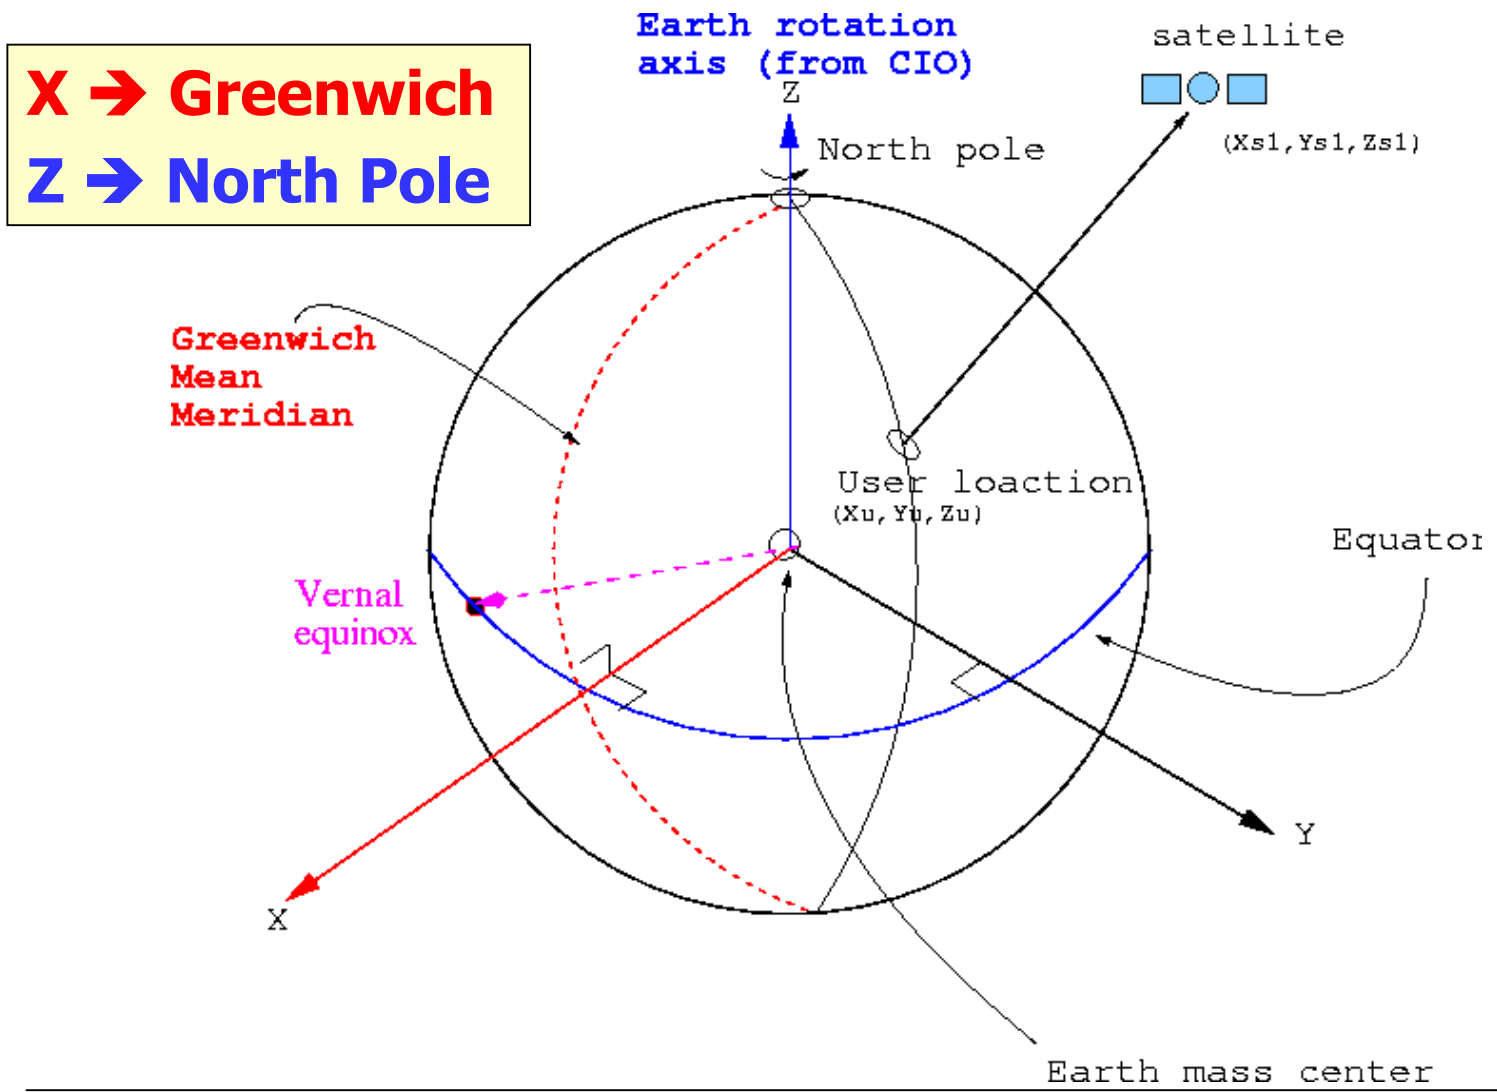 X ➔ Greenwich
Z ➔ North Pole
Earth rotation
axis (from CIO)
Z
North pole
satellite
(Xs1,Ys1,Zs1)
Greenwich
Mean
Meridian
User loaction
(Xu,Yu,Zu)
Equator
Vernal
equinox
Y
X
Earth mass center